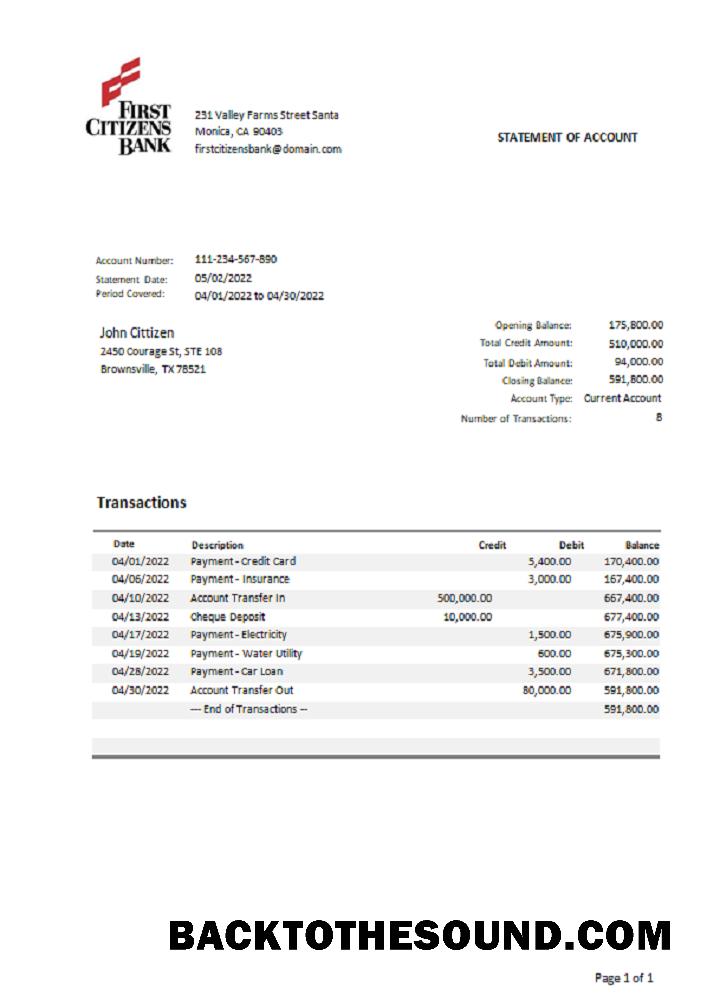 FIRST
CITIZENS
BANK
231 Valley Farms Street Santa
Monica, CA 90403
firstcitizensbank@domain.com
STATEMENT OF ACCOUNT
Account Number: 111-234-567-890
Statement Date: 05/02/2022
Period Covered: 04/01/2022 to 04/30/2022
John Cittizen
2450 Courage St, STE 108
Brownsville, TX 78521
Opening Balance: 175,800.00
Total Credit Amount: 510,000.00
Total Debit Amount: 94,000.00
Closing Balance: 591,800.00
Account Type: Current Account
Number of Transactions: 8
Transactions
Date Description Credit Debit Balance
04/01/2022 Payment - Credit Card 5,400.00 170,400.00
04/06/2022 Payment - Insurance 3,000.00 167,400.00
04/10/2022 Account Transfer In 500,000.00 667,400.00
04/13/2022 Cheque Deposit 10,000.00 677,400.00
04/17/2022 Payment - Electricity 1,500.00 675,900.00
04/19/2022 Payment - Water Utility 600.00 675,300.00
04/28/2022 Payment - Car Loan 3,500.00 671,800.00
04/30/2022 Account Transfer Out 80,000.00 591,800.00
--- End of Transactions -- 591,800.00
BACKTOTHESOUND.COM
Page 1 of 1